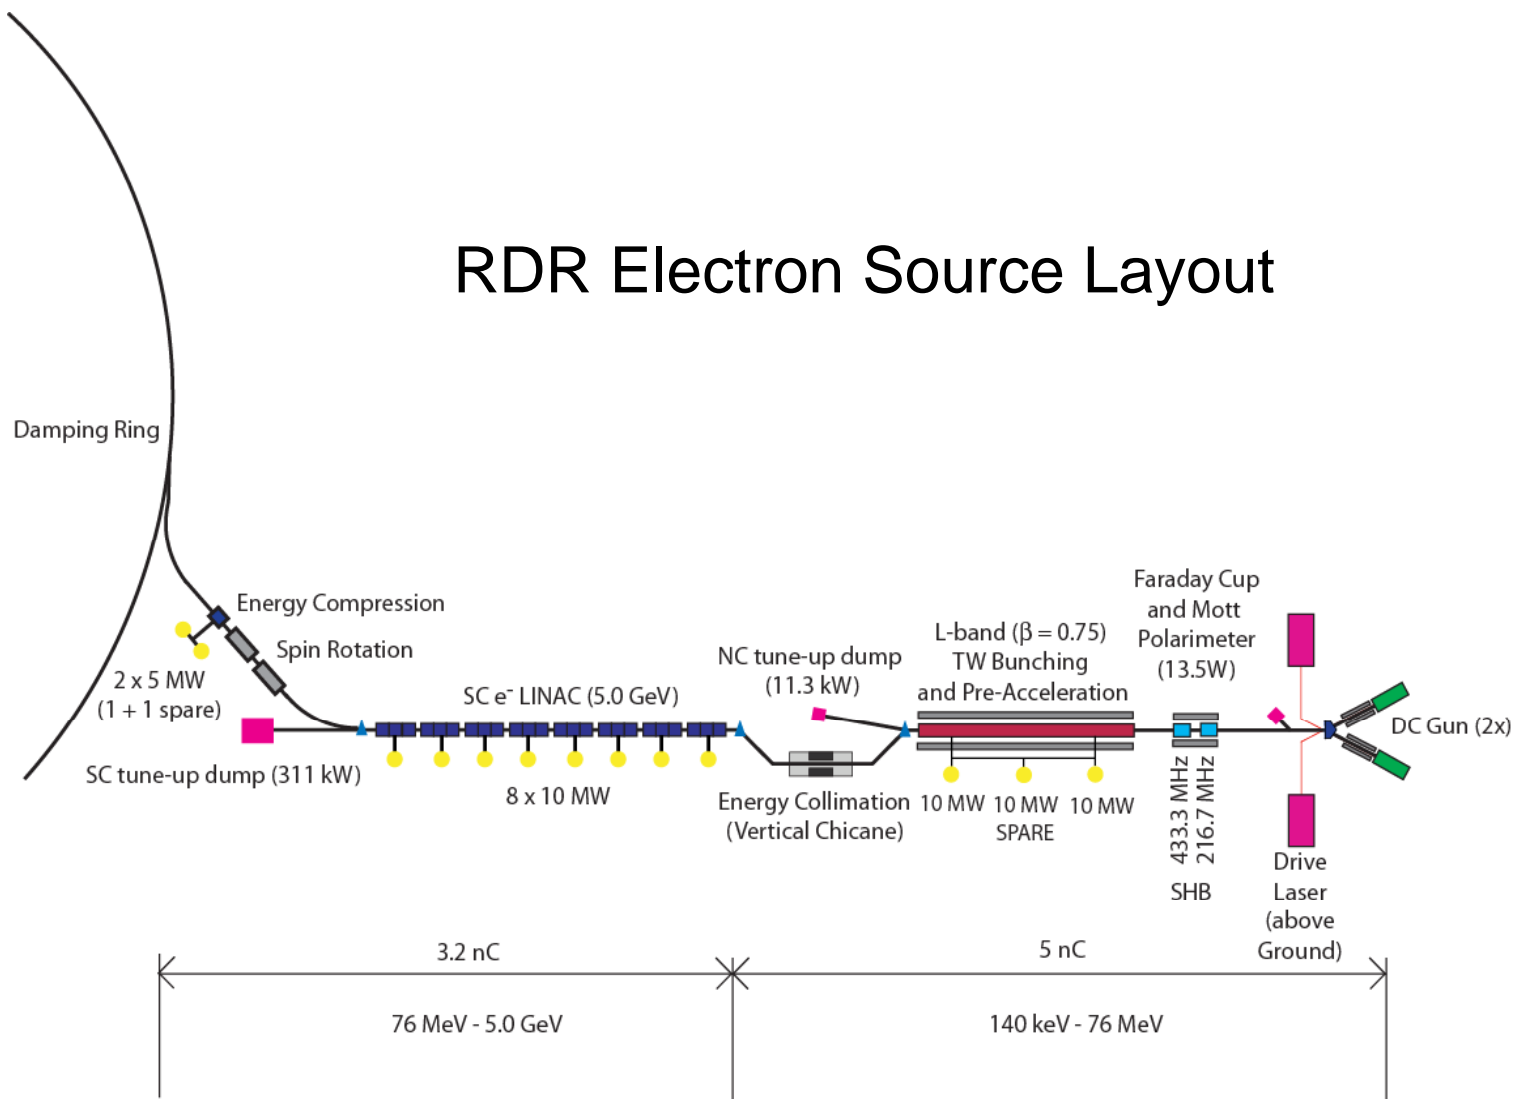 RDR Electron Source Layout
Damping Ring
Energy Compression
Spin Rotation
2 x 5 MW
(1 + 1 spare)
SC tune-up dump (311 kW)
SC e⁻ LINAC (5.0 GeV)
8 x 10 MW
NC tune-up dump
(11.3 kW)
Energy Collimation
(Vertical Chicane)
L-band (β = 0.75)
TW Bunching
and Pre-Acceleration
10 MW
10 MW
SPARE
10 MW
Faraday Cup
and Mott
Polarimeter
(13.5W)
433.3 MHz
216.7 MHz
SHB
DC Gun (2x)
Drive
Laser
(above
Ground)
3.2 nC
5 nC
76 MeV - 5.0 GeV
140 keV - 76 MeV